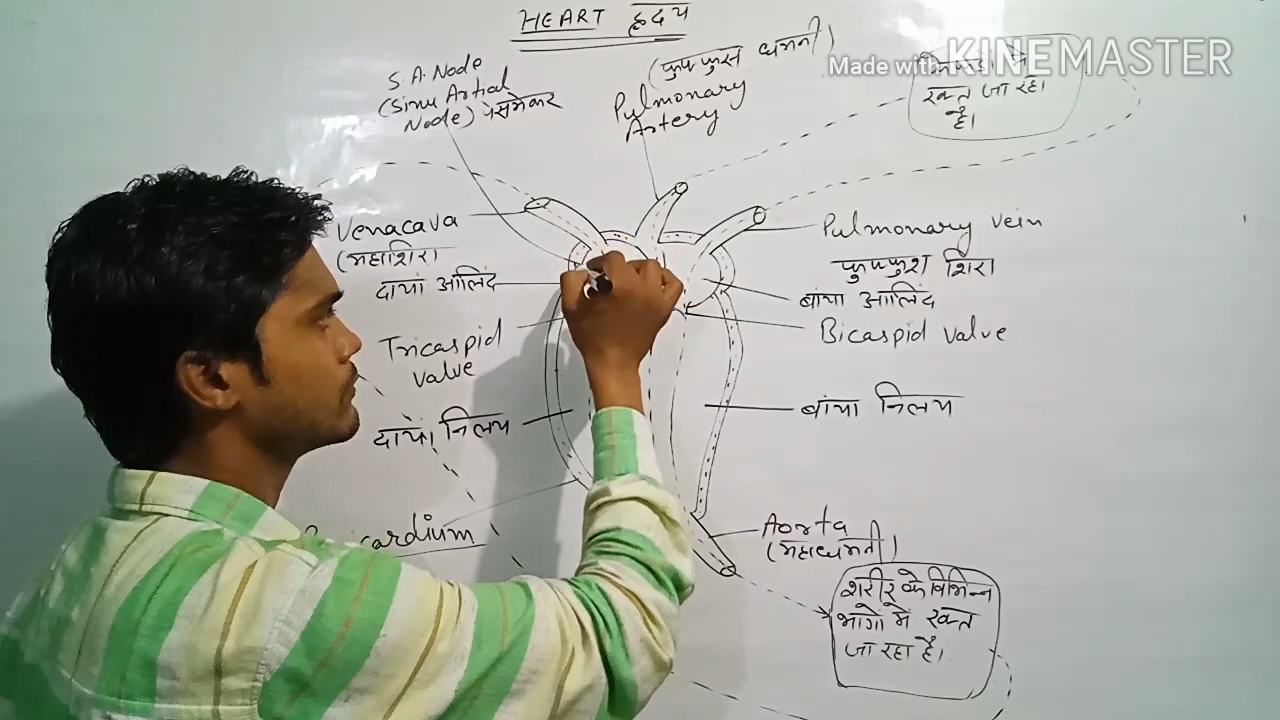 HEART हृदय
S.A. Node
(Sinu Artial
Node) पेसमेकर
(फुफ्फुस धमनी)
Pulmonary
Artery
Made with KINEMASTER
रक्त जा रहा
है।
Venacava
(महाशिरा)
दायां आलिंद
Tricaspid
valve
दायां निलय
Pulmonary vein
फुफ्फुश शिरा
बांया आलिंद
Bicaspid valve
बांया निलय
Aorta
(महाधमनी)
शरीर के विभिन्न
भागो में रक्त
जा रहा है।